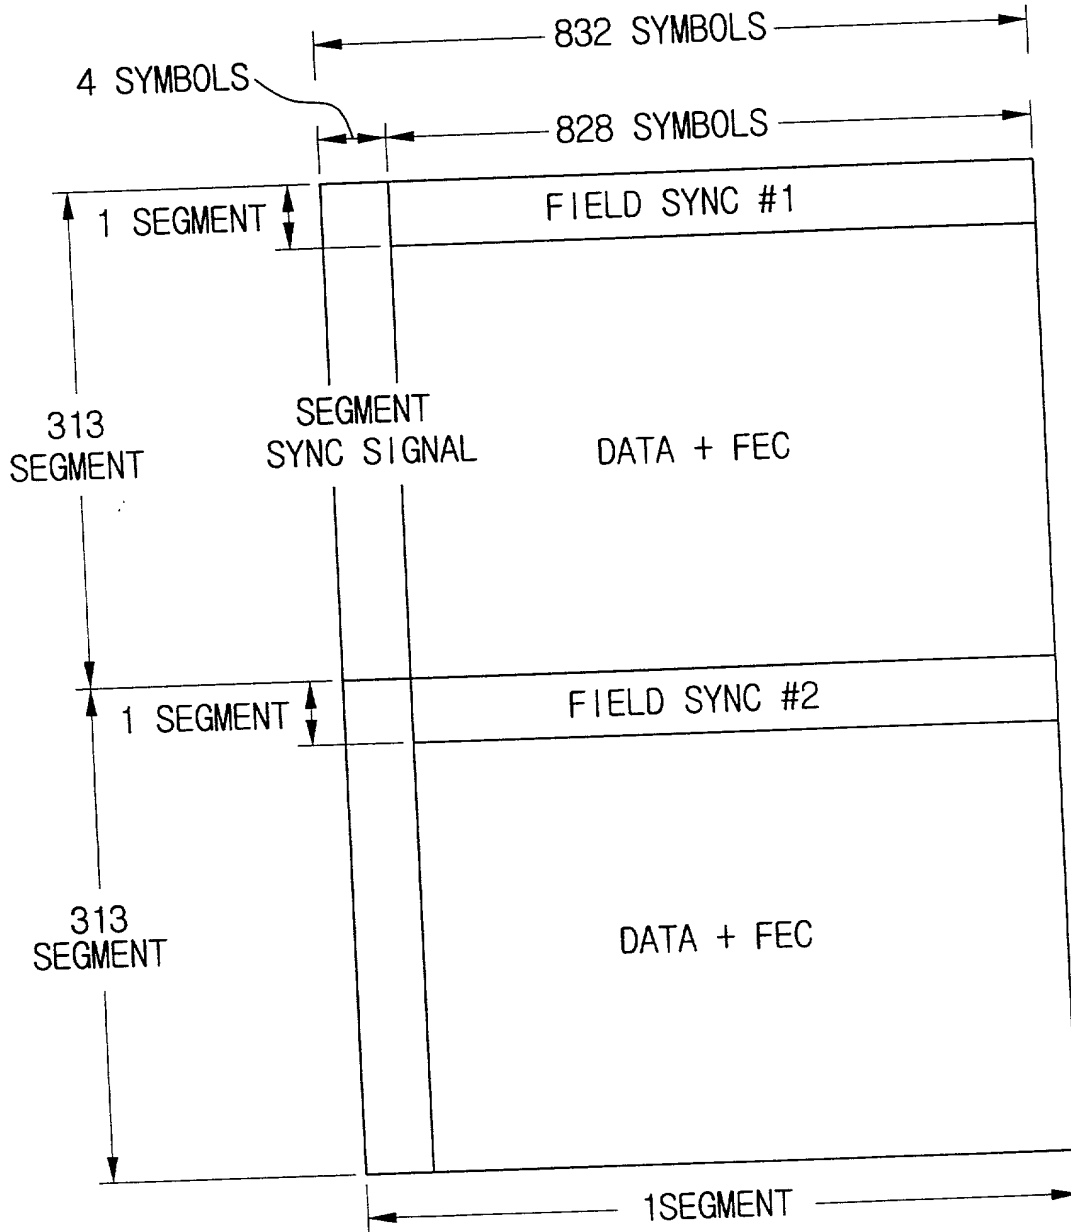 832 SYMBOLS
4 SYMBOLS
828 SYMBOLS
1 SEGMENT
FIELD SYNC #1
313
SEGMENT
SEGMENT
SYNC SIGNAL
DATA + FEC
1 SEGMENT
FIELD SYNC #2
313
SEGMENT
DATA + FEC
1SEGMENT